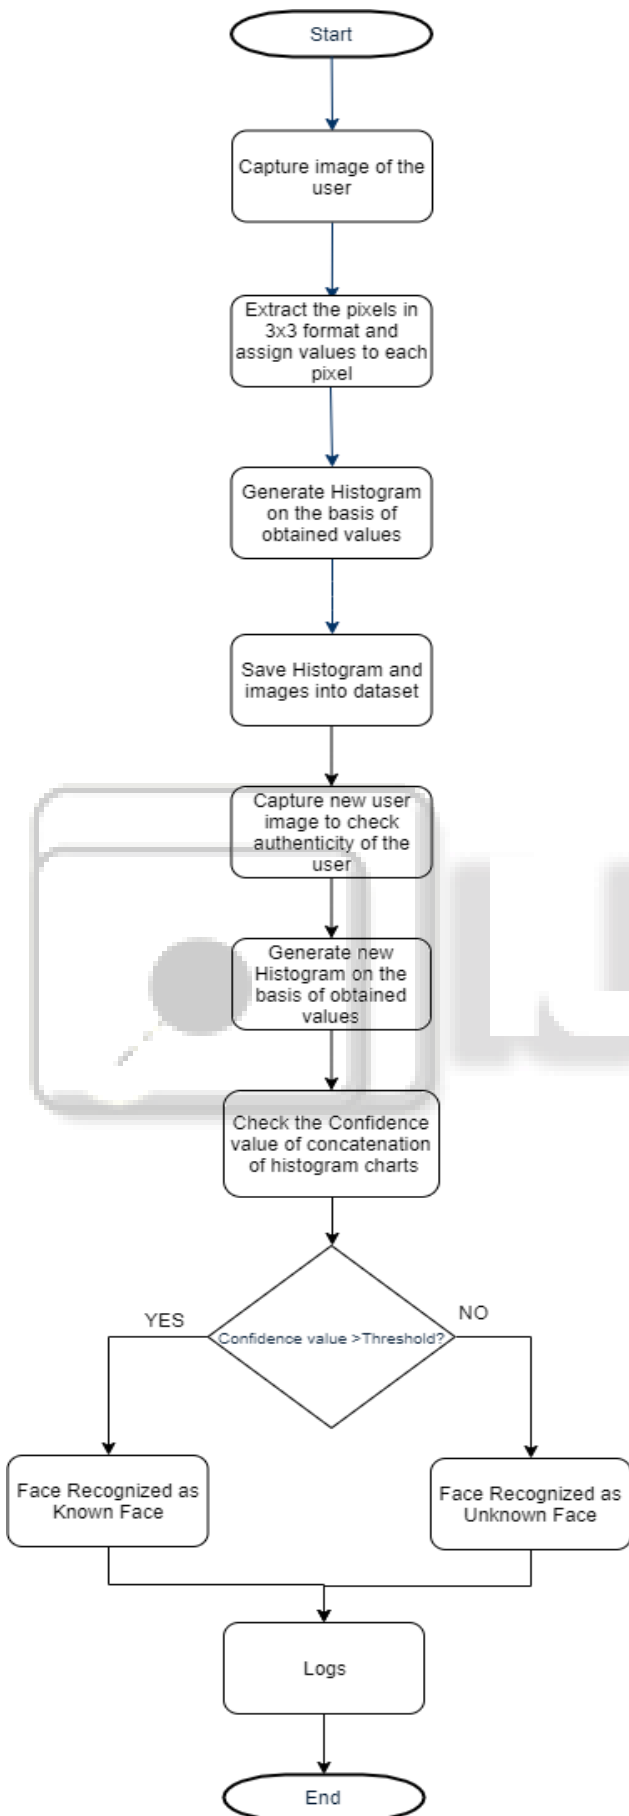 Start
Capture image of the
user
Extract the pixels in
3x3 format and
assign values to each
pixel
Generate Histogram
on the basis of
obtained values
Save Histogram and
images into dataset
Capture new user
image to check
authenticity of the
user
Generate new
Histogram on the
basis of obtained
values
Check the Confidence
value of concatenation
of histogram charts
Confidence value >Threshold?
YES
NO
Face Recognized as
Known Face
Face Recognized as
Unknown Face
Logs
End